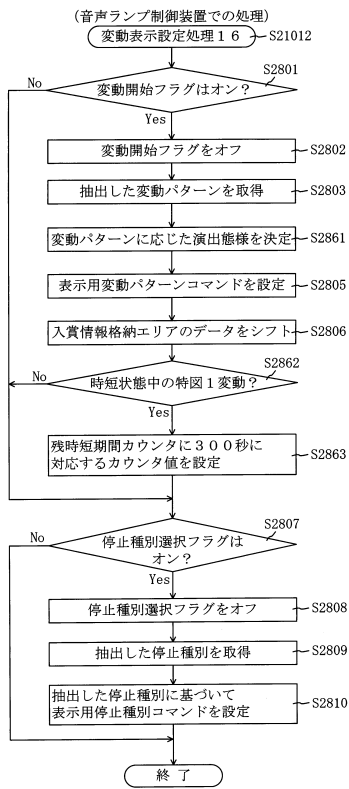 (音声ランプ制御装置での処理)
変動表示設定処理16
S21012
S2801
変動開始フラグはオン?
No
Yes
変動開始フラグをオフ
S2802
抽出した変動パターンを取得
S2803
変動パターンに応じた演出態様を決定
S2861
表示用変動パターンコマンドを設定
S2805
入賞情報格納エリアのデータをシフト
S2806
S2862
時短状態中の特図1変動?
No
Yes
残時短期間カウンタに300秒に
対応するカウンタ値を設定
S2863
S2807
停止種別選択フラグは
オン?
No
Yes
停止種別選択フラグをオフ
S2808
抽出した停止種別を取得
S2809
抽出した停止種別に基づいて
表示用停止種別コマンドを設定
S2810
終了